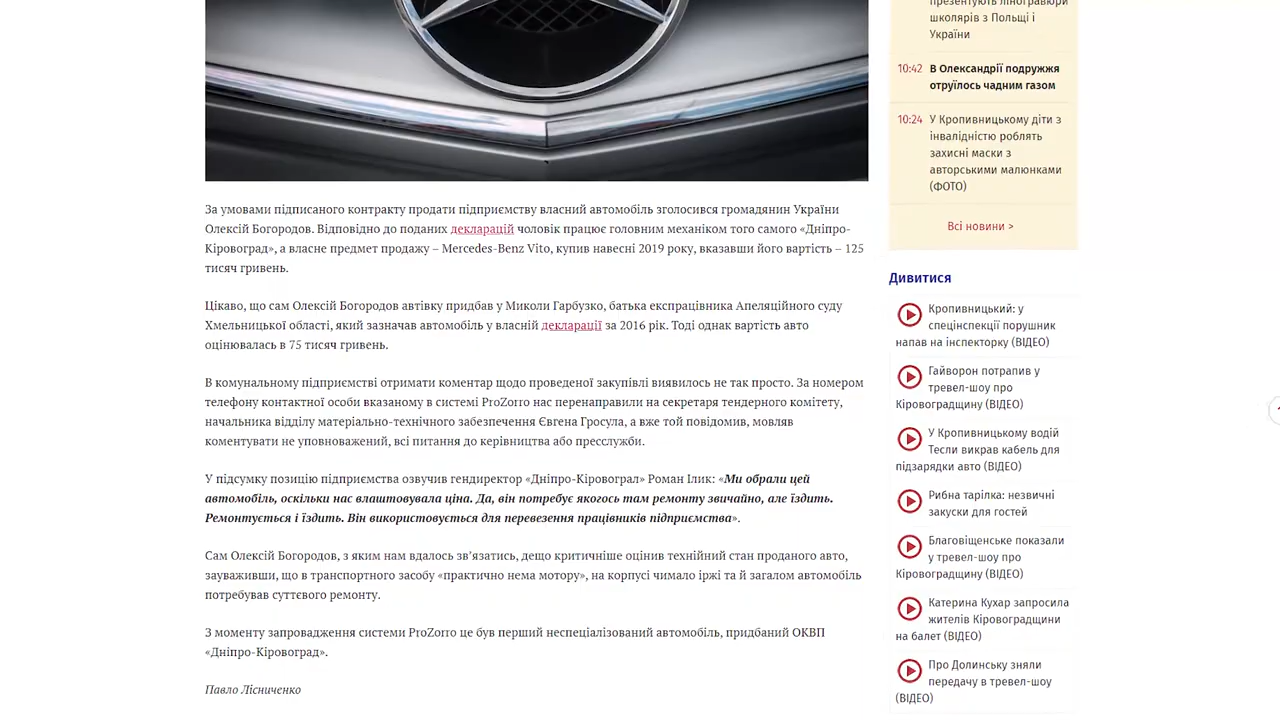 За умовами підписаного контракту продати підприємству власний автомобіль зголосився громадянин України
Олексій Богородов. Відповідно до поданих декларацій чоловік працює головним механіком того самого «Дніпро-
Кіровоград», а власне предмет продажу – Mercedes-Benz Vito, купив навесні 2019 року, вказавши його вартість – 125
тисяч гривень.
Цікаво, що сам Олексій Богородов автівку придбав у Миколи Гарбузко, батька експрацівника Апеляційного суду
Хмельницької області, який зазначав автомобіль у власній декларації за 2016 рік. Тоді однак вартість авто
оцінювалась в 75 тисяч гривень.
В комунальному підприємстві отримати коментар щодо проведеної закупівлі виявилось не так просто. За номером
телефону контактної особи вказаному в системі ProZorro нас перенаправили на секретаря тендерного комітету,
начальника відділу матеріально-технічного забезпечення Євгена Гросула, а вже той повідомив, мовляв
коментувати не уповноважений, всі питання до керівництва або пресслужби.
У підсумку позицію підприємства озвучив гендиректор «Дніпро-Кіровограл» Роман Ілик: «Ми обрали цей
автомобіль, оскільки нас влаштовувала ціна. Да, він потребує якогось там ремонту звичайно, але їздить.
Ремонтується і їздить. Він використовується для перевезення працівників підприємства».
Сам Олексій Богородов, з яким нам вдалось зв’язатись, дещо критичніше оцінив технійний стан проданого авто,
зауваживши, що в транспортного засобу «практично нема мотору», на корпусі чимало іржі та й загалом автомобіль
потребував суттєвого ремонту.
З моменту запровадження системи ProZorro це був перший неспеціалізований автомобіль, придбаний ОКВП
«Дніпро-Кіровоград».
Павло Лісниченко
презентують ліногравюри
школярів з Польщі і
України
10:42 В Олександрії подружжя
отруїлось чадним газом
10:24 У Кропивницькому діти з
інвалідністю роблять
захисні маски з
авторськими малюнками
(ФОТО)
Всі новини >
Дивитися
Кропивницький: у
спецінспекції порушник
напав на інспекторку (ВІДЕО)
Гайворон потрапив у
тревел-шоу про
Кіровоградщину (ВІДЕО)
У Кропивницькому водій
Тесли викрав кабель для
підзарядки авто (ВІДЕО)
Рибна тарілка: незвичні
закуски для гостей
Благовіщенське показали
у тревел-шоу про
Кіровоградщину (ВІДЕО)
Катерина Кухар запросила
жителів Кіровоградщини
на балет (ВІДЕО)
Про Долинську зняли
передачу в тревел-шоу
(ВІДЕО)